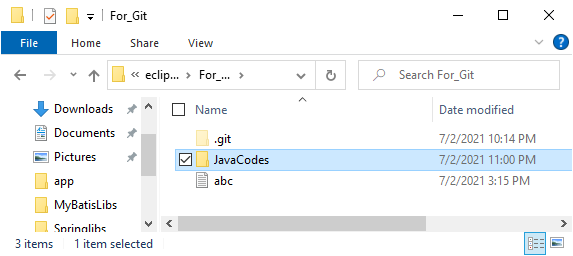 For_Git
File Home Share View
« eclip... > For_... >
Search For_Git
Name Date modified
Downloads
Documents
Pictures
app
MyBatisLibs
Springlibs
.git 7/2/2021 10:14 PM
JavaCodes 7/2/2021 11:00 PM
abc 7/2/2021 3:15 PM
3 items 1 item selected